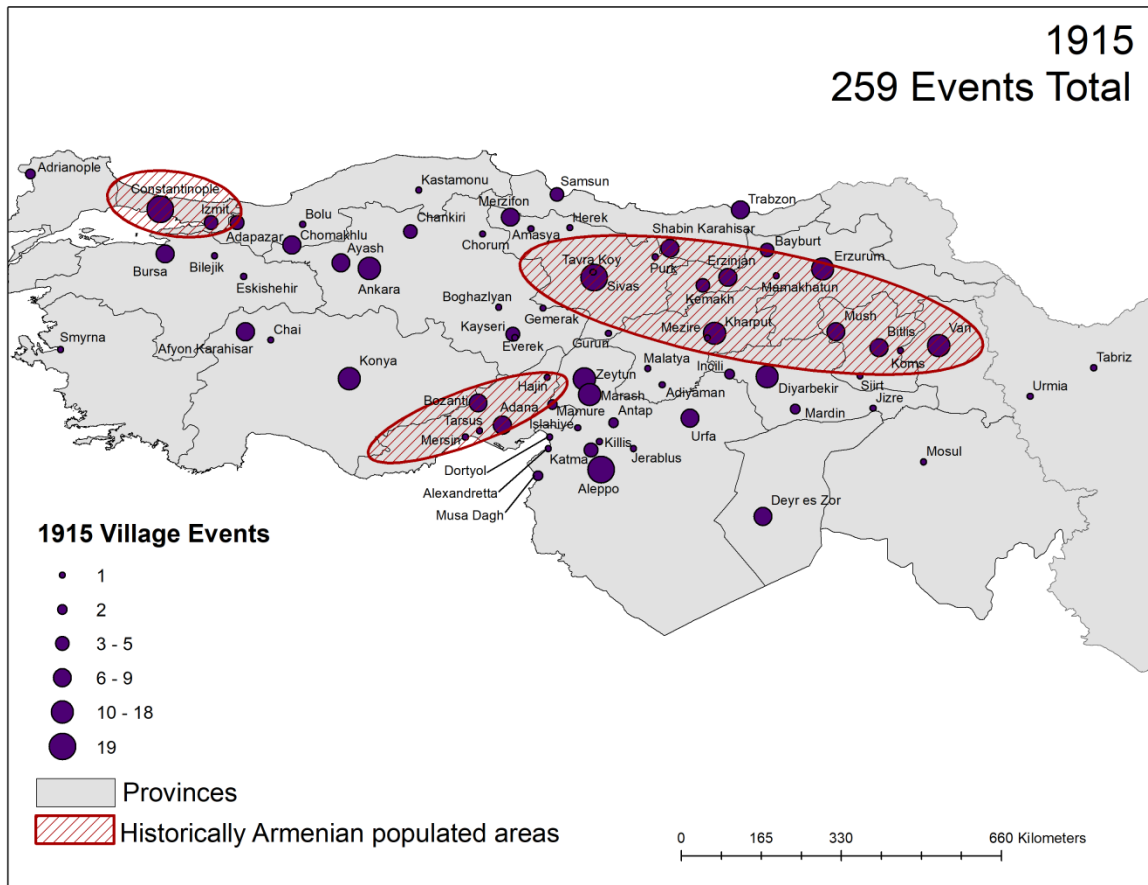 1915
259 Events Total
Adrianople
Constantinople
Izmit
Adapazar
Bolu
Kastamonu
Chankiri
Merzifon
Samsun
Amasya
Herek
Chorum
Trabzon
Shabin Karahisar
Bayburt
Erzurum
Chomakhlu
Ayash
Ankara
Bursa
Bilejik
Eskishehir
Tavra Koy
Sivas
Purk
Erzinjan
Kemakh
Mamakhatun
Boghazlyan
Gemerak
Kayseri
Everek
Gurun
Mezire
Kharput
Mush
Bitlis
Van
Koms
Smyrna
Afyon Karahisar
Chai
Konya
Hajin
Zeytun
Malatya
Inqili
Diyarbekir
Siirt
Tabriz
Urmia
Bozanti
Adana
Marash
Adiyaman
Mardin
Jizre
Tarsus
Mersin
Mamure
Islahiye
Antap
Urfa
Dortyol
Killis
Katma
Jerablus
Mosul
Alexandretta
Aleppo
Musa Dagh
Deyr es Zor
1915 Village Events
1
2
3 - 5
6 - 9
10 - 18
19
Provinces
Historically Armenian populated areas
0 165 330 660 Kilometers